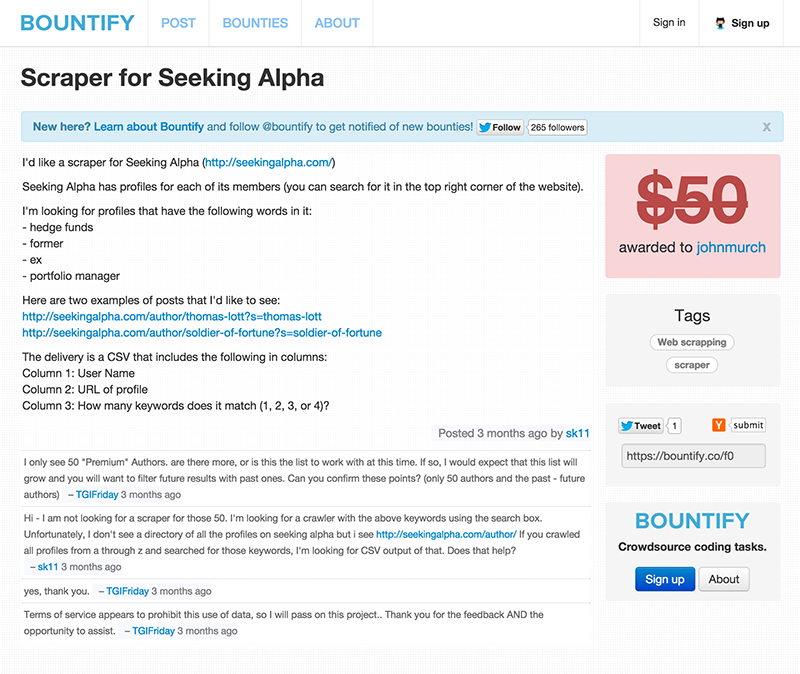 BOUNTIFY POST BOUNTIES ABOUT Sign in Sign up
Scraper for Seeking Alpha
New here? Learn about Bountify and follow @bountify to get notified of new bounties! Follow 265 followers x
I'd like a scraper for Seeking Alpha (http://seekingalpha.com/)
Seeking Alpha has profiles for each of its members (you can search for it in the top right corner of the website).
I'm looking for profiles that have the following words in it:
- hedge funds
- former
- ex
- portfolio manager
Here are two examples of posts that I'd like to see:
http://seekingalpha.com/author/thomas-lott?s=thomas-lott
http://seekingalpha.com/author/soldier-of-fortune?s=soldier-of-fortune
The delivery is a CSV that includes the following in columns:
Column 1: User Name
Column 2: URL of profile
Column 3: How many keywords does it match (1, 2, 3, or 4)?
Posted 3 months ago by sk11
I only see 50 "Premium" Authors. are there more, or is this the list to work with at this time. If so, I would expect that this list will
grow and you will want to filter future results with past ones. Can you confirm these points? (only 50 authors and the past - future
authors) – TGIFriday 3 months ago
Hi - I am not looking for a scraper for those 50. I'm looking for a crawler with the above keywords using the search box.
Unfortunately, I don't see a directory of all the profiles on seeking alpha but i see http://seekingalpha.com/author/ If you crawled
all profiles from a through z and searched for those keywords, I'm looking for CSV output of that. Does that help?
– sk11 3 months ago
yes, thank you. – TGIFriday 3 months ago
Terms of service appears to prohibit this use of data, so I will pass on this project.. Thank you for the feedback AND the
opportunity to assist. – TGIFriday 3 months ago
$50
awarded to johnmurch
Tags
Web scrapping
scraper
Tweet 1 Y submit
https://bountify.co/f0
BOUNTIFY
Crowdsource coding tasks.
Sign up About